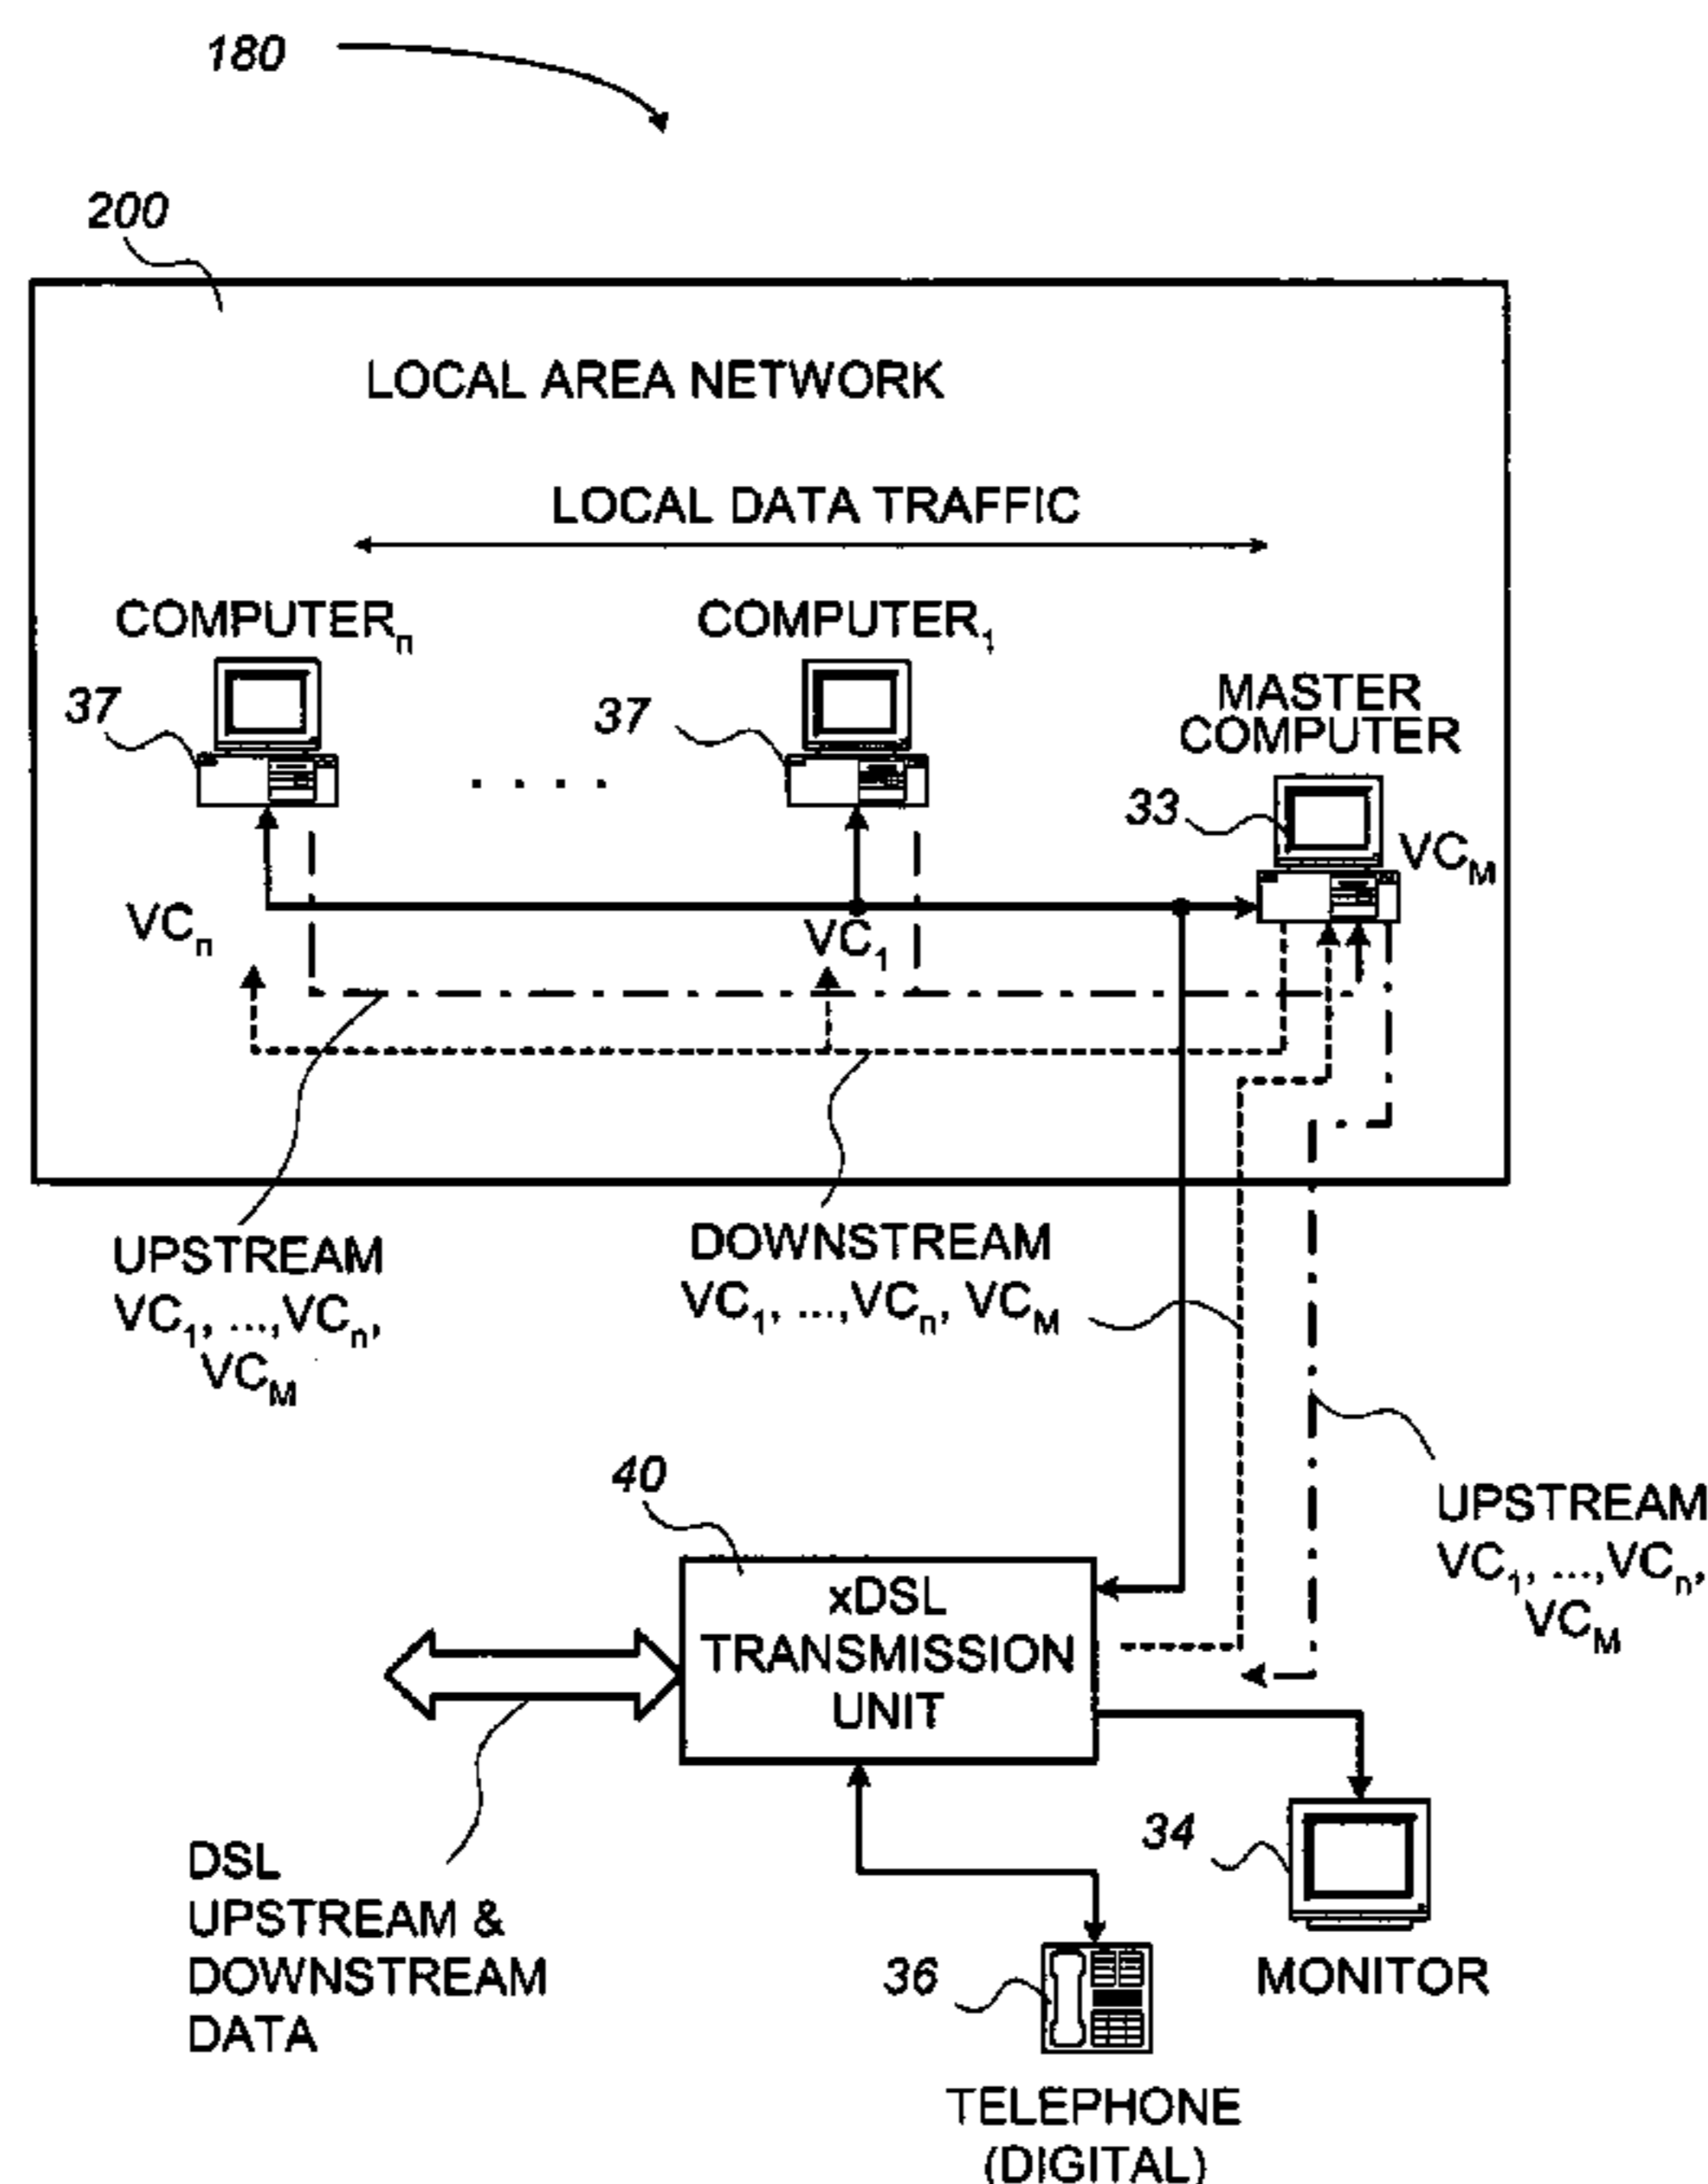 180
200
LOCAL AREA NETWORK
LOCAL DATA TRAFFIC
COMPUTERn
COMPUTER1
37
37
MASTER
COMPUTER
33
VCM
VCn
VC1
UPSTREAM
VC1, ...,VCn,
VCM
DOWNSTREAM
VC1, ...,VCn, VCM
40
UPSTREAM
VC1, ...,VCn,
VCM
xDSL
TRANSMISSION
UNIT
DSL
UPSTREAM &
DOWNSTREAM
DATA
34
MONITOR
36
TELEPHONE
(DIGITAL)